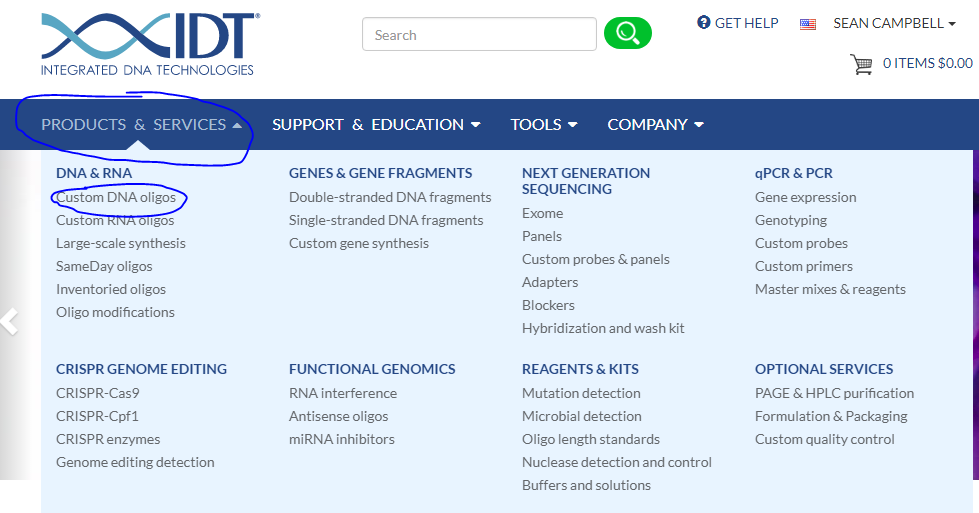 IDT®
INTEGRATED DNA TECHNOLOGIES
Search
GET HELP
SEAN CAMPBELL
0 ITEMS $0.00
PRODUCTS & SERVICES
SUPPORT & EDUCATION
TOOLS
COMPANY
DNA & RNA
Custom DNA oligos
Custom RNA oligos
Large-scale synthesis
SameDay oligos
Inventoried oligos
Oligo modifications
GENES & GENE FRAGMENTS
Double-stranded DNA fragments
Single-stranded DNA fragments
Custom gene synthesis
NEXT GENERATION
SEQUENCING
Exome
Panels
Custom probes & panels
Adapters
Blockers
Hybridization and wash kit
qPCR & PCR
Gene expression
Genotyping
Custom probes
Custom primers
Master mixes & reagents
CRISPR GENOME EDITING
CRISPR-Cas9
CRISPR-Cpf1
CRISPR enzymes
Genome editing detection
FUNCTIONAL GENOMICS
RNA interference
Antisense oligos
miRNA inhibitors
REAGENTS & KITS
Mutation detection
Microbial detection
Oligo length standards
Nuclease detection and control
Buffers and solutions
OPTIONAL SERVICES
PAGE & HPLC purification
Formulation & Packaging
Custom quality control